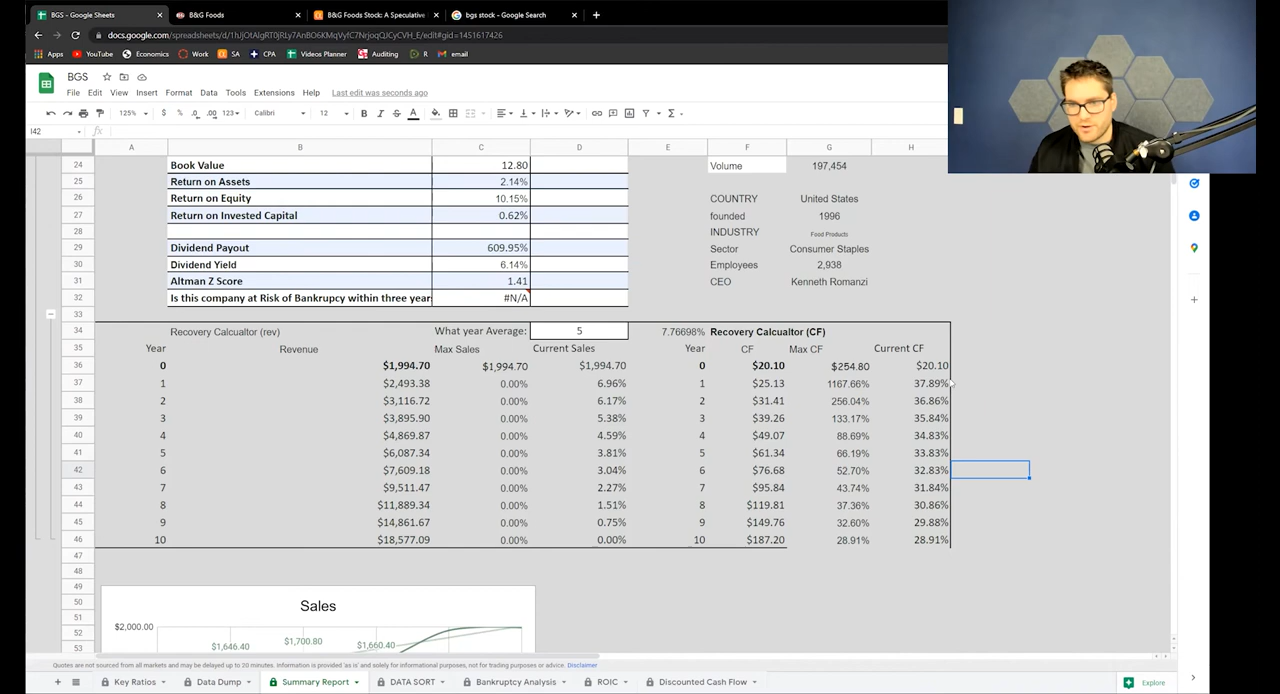 BGS - Google Sheets
B&G Foods
B&G Foods Stock: A Speculative
bgs stock - Google Search
docs.google.com/spreadsheets/d/1hJjOtAlgRT0jRLy7AnBO6KMqVyfC7NrjoqQJCyCVH_E/edit#gid=1451617426
Apps YouTube Economics Work SA CPA Videos Planner Auditing R email
BGS
File Edit View Insert Format Data Tools Extensions Help Last edit was seconds ago
125% $ % .0 .00 123 Calibri 12 B I S A
I42 fx
A B C D E F G H
24 Book Value 12.80 Volume 197,454
25 Return on Assets 2.14%
26 Return on Equity 10.15% COUNTRY United States
27 Return on Invested Capital 0.62% founded 1996
28 INDUSTRY Food Products
29 Dividend Payout 609.95% Sector Consumer Staples
30 Dividend Yield 6.14% Employees 2,938
31 Altman Z Score 1.41 CEO Kenneth Romanzi
32 Is this company at Risk of Bankrupcy within three year: #N/A
33
34 Recovery Calcualtor (rev) What year Average: 5 7.76698% Recovery Calcualtor (CF)
35 Year Revenue Max Sales Current Sales Year CF Max CF Current CF
36 0 $1,994.70 $1,994.70 $1,994.70 0 $20.10 $254.80 $20.10
37 1 $2,493.38 0.00% 6.96% 1 $25.13 1167.66% 37.89%
38 2 $3,116.72 0.00% 6.17% 2 $31.41 256.04% 36.86%
39 3 $3,895.90 0.00% 5.38% 3 $39.26 133.17% 35.84%
40 4 $4,869.87 0.00% 4.59% 4 $49.07 88.69% 34.83%
41 5 $6,087.34 0.00% 3.81% 5 $61.34 66.19% 33.83%
42 6 $7,609.18 0.00% 3.04% 6 $76.68 52.70% 32.83%
43 7 $9,511.47 0.00% 2.27% 7 $95.84 43.74% 31.84%
44 8 $11,889.34 0.00% 1.51% 8 $119.81 37.36% 30.86%
45 9 $14,861.67 0.00% 0.75% 9 $149.76 32.60% 29.88%
46 10 $18,577.09 0.00% 0.00% 10 $187.20 28.91% 28.91%
47
48
49
50 Sales
51
52 $2,000.00
53 $1,646.40 $1,700.80 $1,660.40
Quotes are not sourced from all markets and may be delayed up to 20 minutes. Information is provided 'as is' and solely for informational purposes, not for trading purposes or advice. Disclaimer
Key Ratios Data Dump Summary Report DATA SORT Bankruptcy Analysis ROIC Discounted Cash Flow Explore